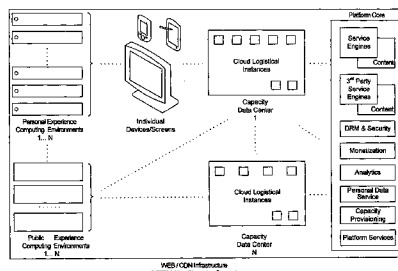 Platform Core
Service
Engines
Content
3rd Party
Service
Engines
Content
DRM & Security
Monetization
Analytics
Personal Data
Service
Capacity
Provisioning
Platform Services
Cloud Logistical
Instances
Capacity
Data Center
1
Individual
Devices/Screens
Personal Experience
Computing Environments
1... N
Cloud Logistical
Instances
Capacity
Data Center
N
Public Experience
Computing Environments
1... N
WEB / CDN Infrastructure